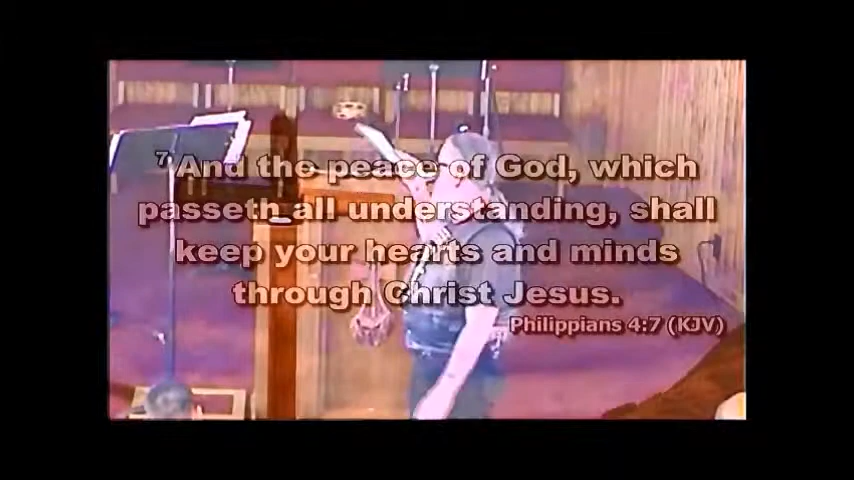 7 And the peace of God, which
passeth all understanding, shall
keep your hearts and minds
through Christ Jesus.
Philippians 4:7 (KJV)